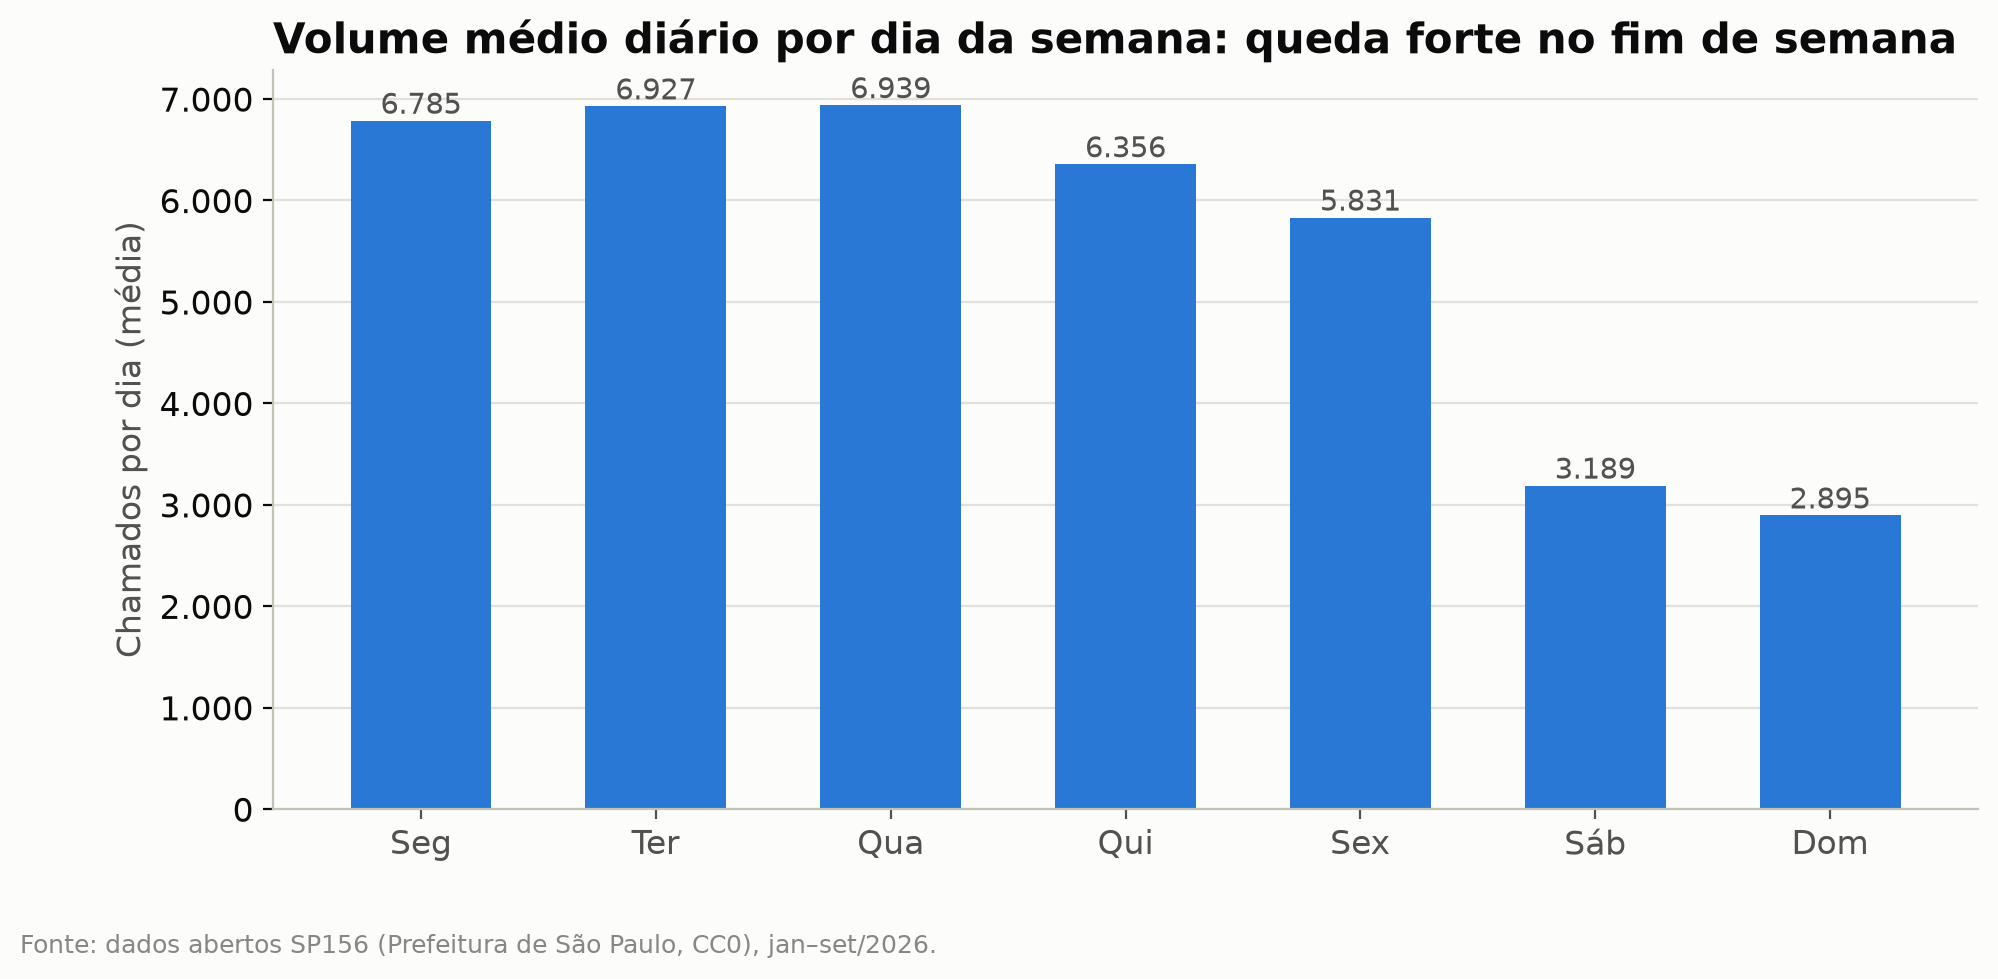 Volume médio diário por dia da semana: queda forte no fim de semana
Chamados por dia (média)
7.000
6.000
5.000
4.000
3.000
2.000
1.000
0
6.785
6.927
6.939
6.356
5.831
3.189
2.895
Seg
Ter
Qua
Qui
Sex
Sáb
Dom
Fonte: dados abertos SP156 (Prefeitura de São Paulo, CC0), jan–set/2026.